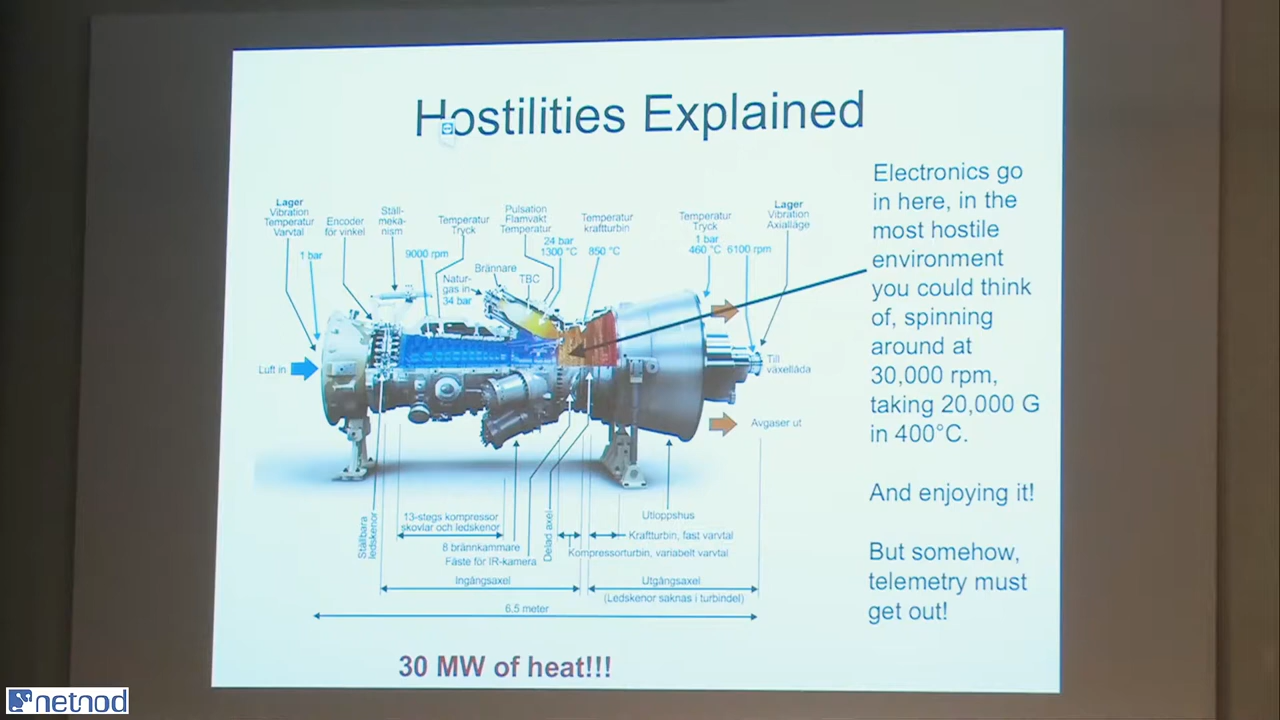 Hostilities Explained
Electronics go
in here, in the
most hostile
environment
you could think
of, spinning
around at
30,000 rpm,
taking 20,000 G
in 400°C.
And enjoying it!
But somehow,
telemetry must
get out!
Lager
Vibration
Temperatur
Varvtal
1 bar
Encoder
för vinkel
Ställ-
meka-
nism
9000 rpm
Temperatur
Tryck
Natur-
gas in
34 bar
Brännare
Pulsation
Flamvakt
Temperatur
24 bar
1300 °C
TBC
Temperatur
kraftturbin
850 °C
Temperatur
Tryck
1 bar
460 °C
6100 rpm
Lager
Vibration
Axialläge
Luft in
Till
växellåda
Avgaser ut
Ställbara
ledskenor
13-stegs kompressor
skovlar och ledskenor
8 brännkammare
Fäste för IR-kamera
Delad axel
Utloppshus
Kraftturbin, fast varvtal
Kompressorturbin, variabelt varvtal
Ingångsaxel
Utgångsaxel
(Ledskenor saknas i turbindel)
6,5 meter
30 MW of heat!!!
netnod